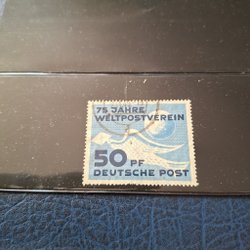 75 JAHRE
WELTPOSTVEREIN
50 PF
DEUTSCHE POST